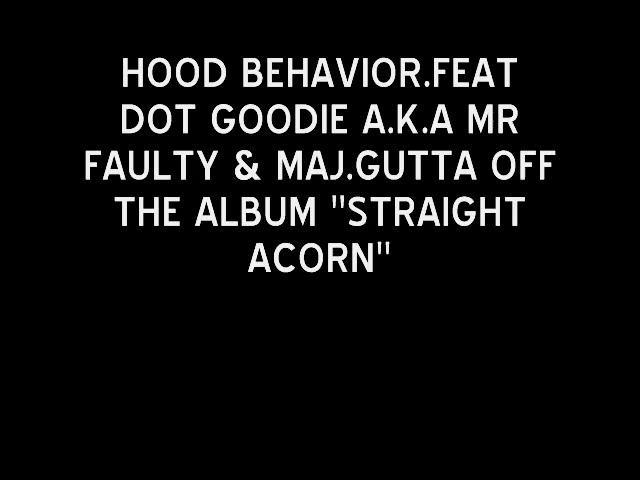 HOOD BEHAVIOR.FEAT
DOT GOODIE A.K.A MR
FAULTY & MAJ.GUTTA OFF
THE ALBUM "STRAIGHT
ACORN"